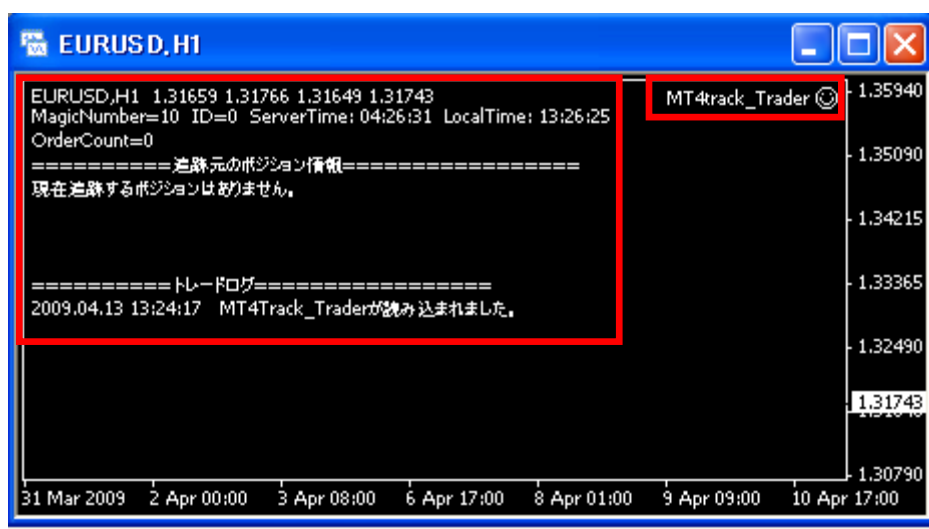 EURUSD,H1
EURUSD,H1 1.31659 1.31766 1.31649 1.31743
MT4track_Trader
MagicNumber=10 ID=0 ServerTime: 04:26:31 LocalTime: 13:26:25
OrderCount=0
==========追跡元のポジション情報=================
現在追跡するポジションはありません。
==========トレードログ=================
2009.04.13 13:24:17 MT4Track_Traderが読み込まれました。
1.35940
1.35090
1.34215
1.33365
1.32490
1.31743
1.30790
31 Mar 2009 2 Apr 00:00 3 Apr 08:00 6 Apr 17:00 8 Apr 01:00 9 Apr 09:00 10 Apr 17:00